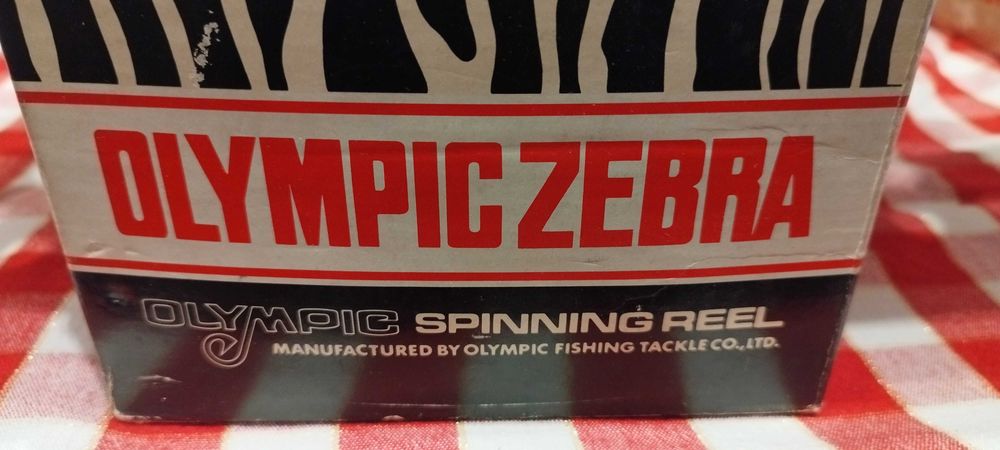 OLYMPIC ZEBRA
OLYMPIC SPINNING REEL
MANUFACTURED BY OLYMPIC FISHING TACKLE CO., LTD.